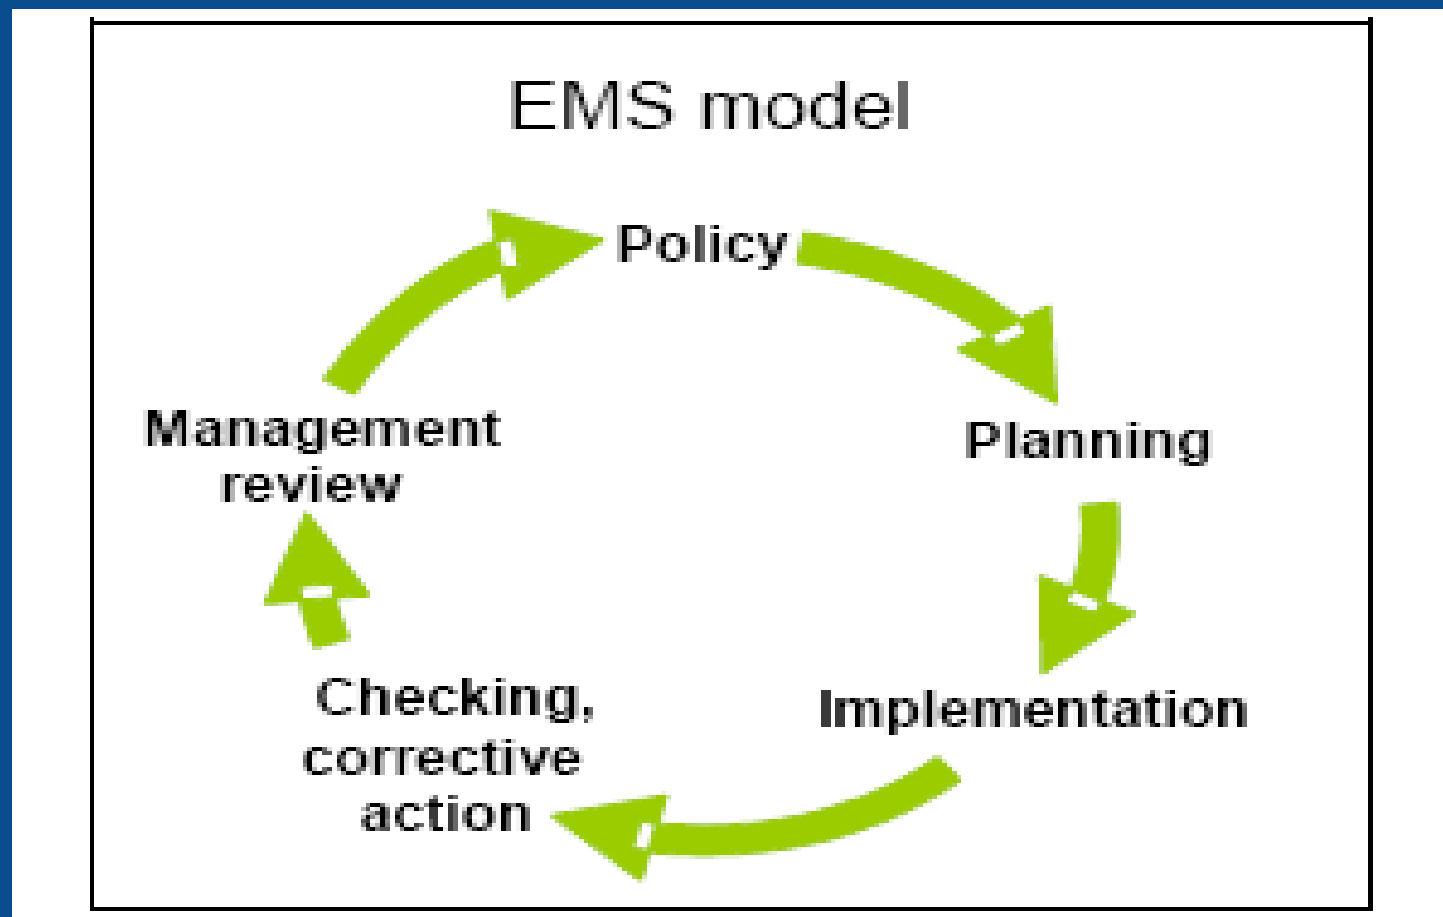 EMS model
Policy
Planning
Implementation
Checking,
corrective
action
Management
review